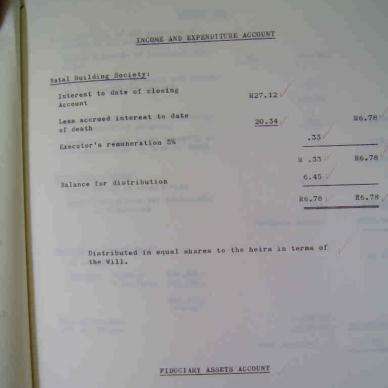 INCOME AND EXPENDITURE ACCOUNT
Natal Building Society:
Interest to date of closing R27.12
Account
Less accrued interest to date 20.34 R6.78
of death
Executor's remuneration 5% .33
R .33 R6.78
Balance for distribution 6.45
R6.78 R6.78
Distributed in equal shares to the heirs in terms of
the Will.
FIDUCIARY ASSETS ACCOUNT